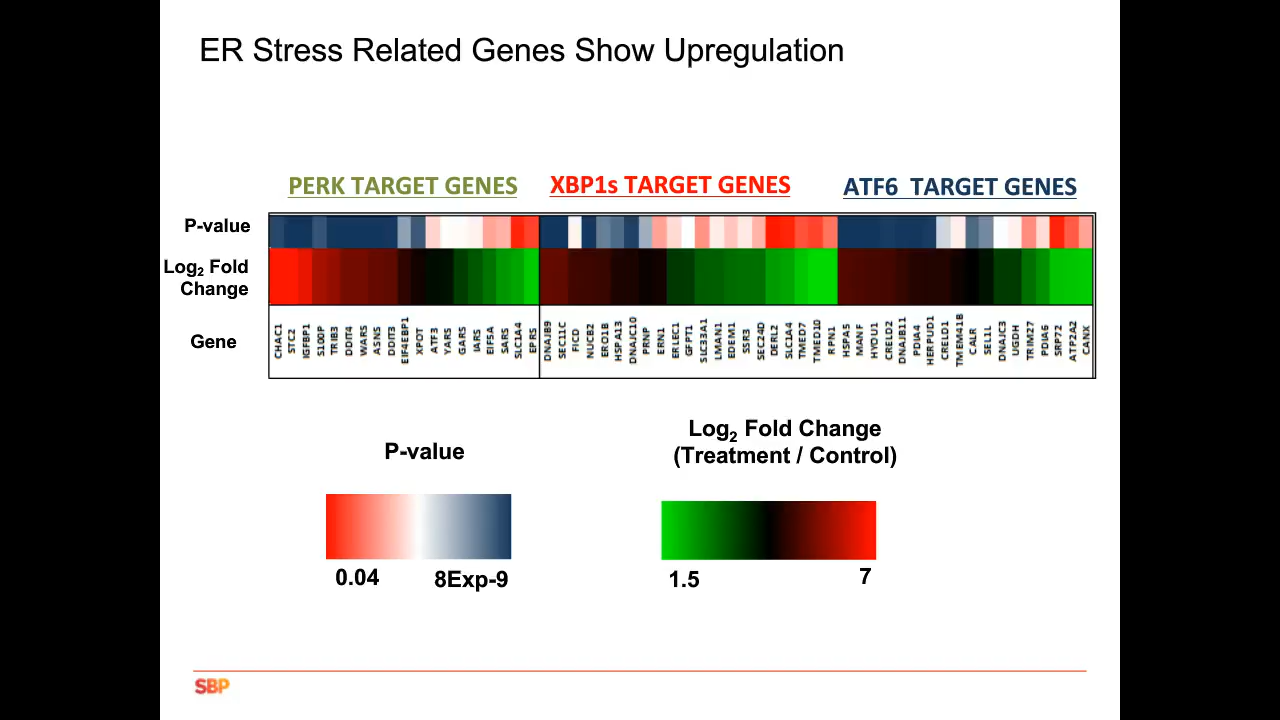 ER Stress Related Genes Show Upregulation
PERK TARGET GENES
XBP1s TARGET GENES
ATF6 TARGET GENES
P-value
Log2 Fold
Change
Gene
CHAC1
STC2
IGFBP1
S100P
TRIB3
DDIT4
WARS
ASNS
DDIT3
EIF4EBP1
XPOT
ATF3
YARS
GARS
IARS
EIF5A
SARS
SLC1A4
EPRS
DNAJB9
SEC11C
FICD
NUCB2
ERO1B
HSPA13
DNAJC10
PRNP
ERN1
ERLEC1
GFPT1
SLC33A1
LMAN1
EDEM1
SSR3
SEC24D
DERL2
SLC1A4
TMED7
TMED10
RPN1
HSPA5
MANF
HYOU1
CRELD2
DNAJB11
PDIA4
HERPUD1
CRELD1
TMEM41B
CALR
SEL1L
DNAJC3
UGDH
TRIM27
PDIA6
SRP72
ATP2A2
CANX
P-value
0.04
8Exp-9
Log2 Fold Change
(Treatment / Control)
1.5
7
SBP